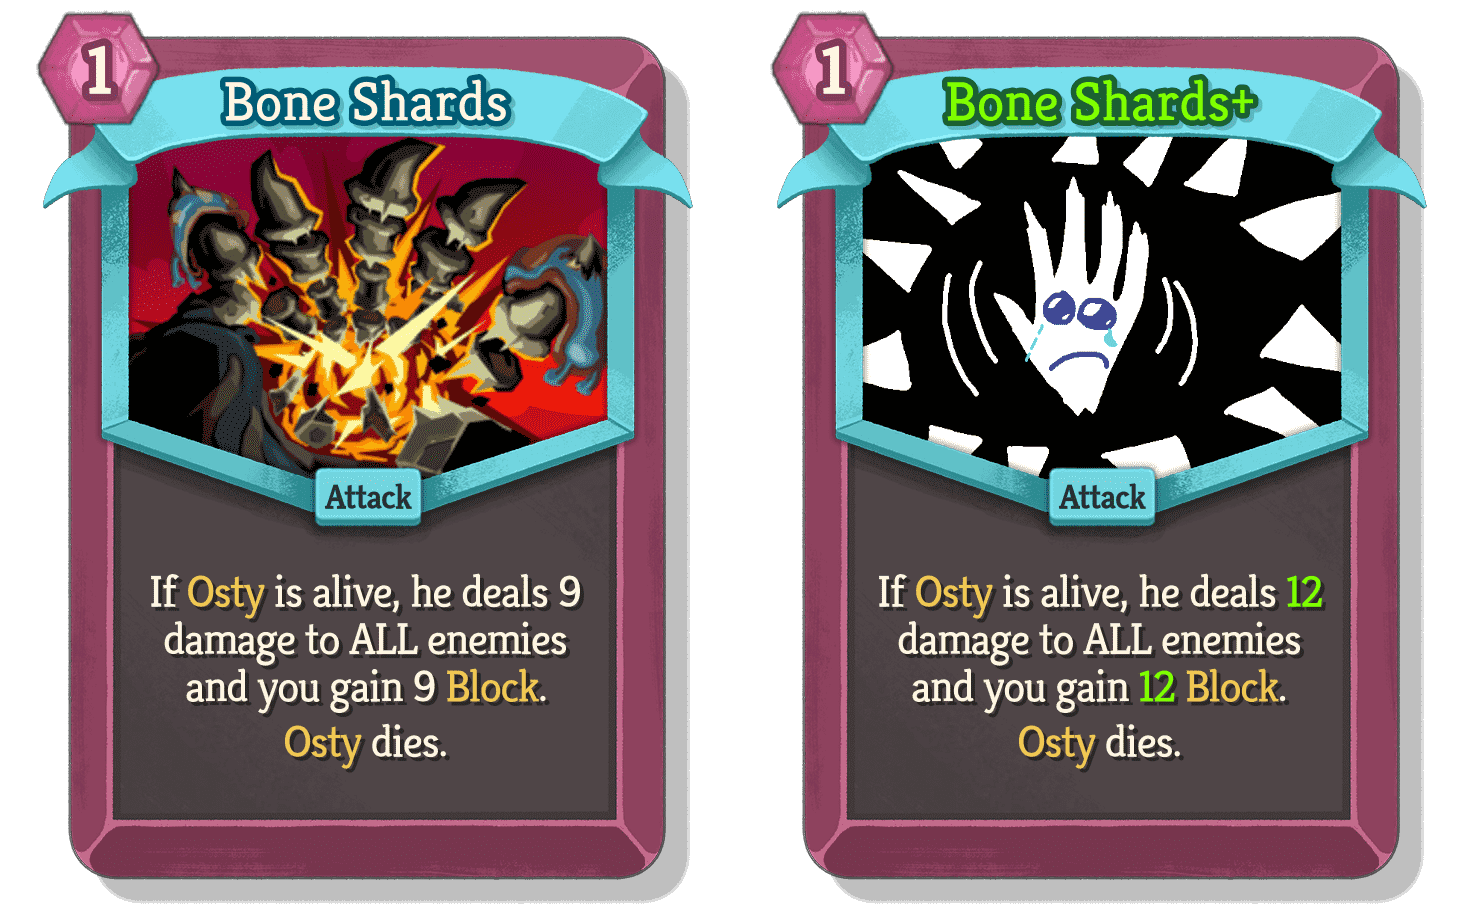 1
Bone Shards
Attack
If Osty is alive, he deals 9
damage to ALL enemies
and you gain 9 Block.
Osty dies.
1
Bone Shards+
Attack
If Osty is alive, he deals 12
damage to ALL enemies
and you gain 12 Block.
Osty dies.